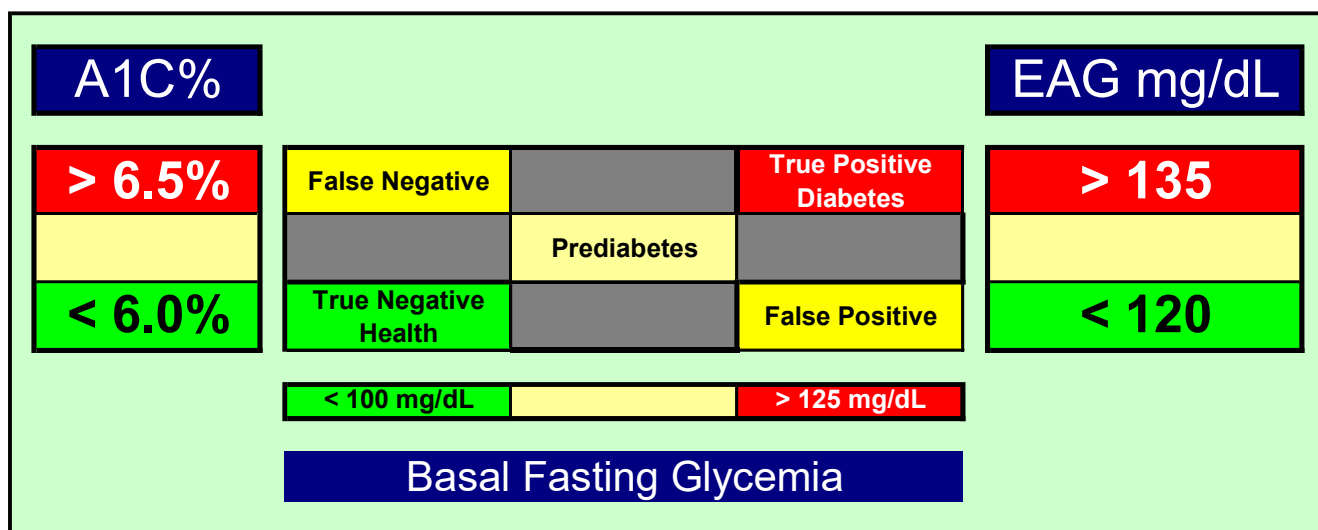 A1C%
EAG mg/dL
> 6.5%
False Negative
True Positive
Diabetes
> 135
Prediabetes
< 6.0%
True Negative
Health
False Positive
< 120
< 100 mg/dL
> 125 mg/dL
Basal Fasting Glycemia